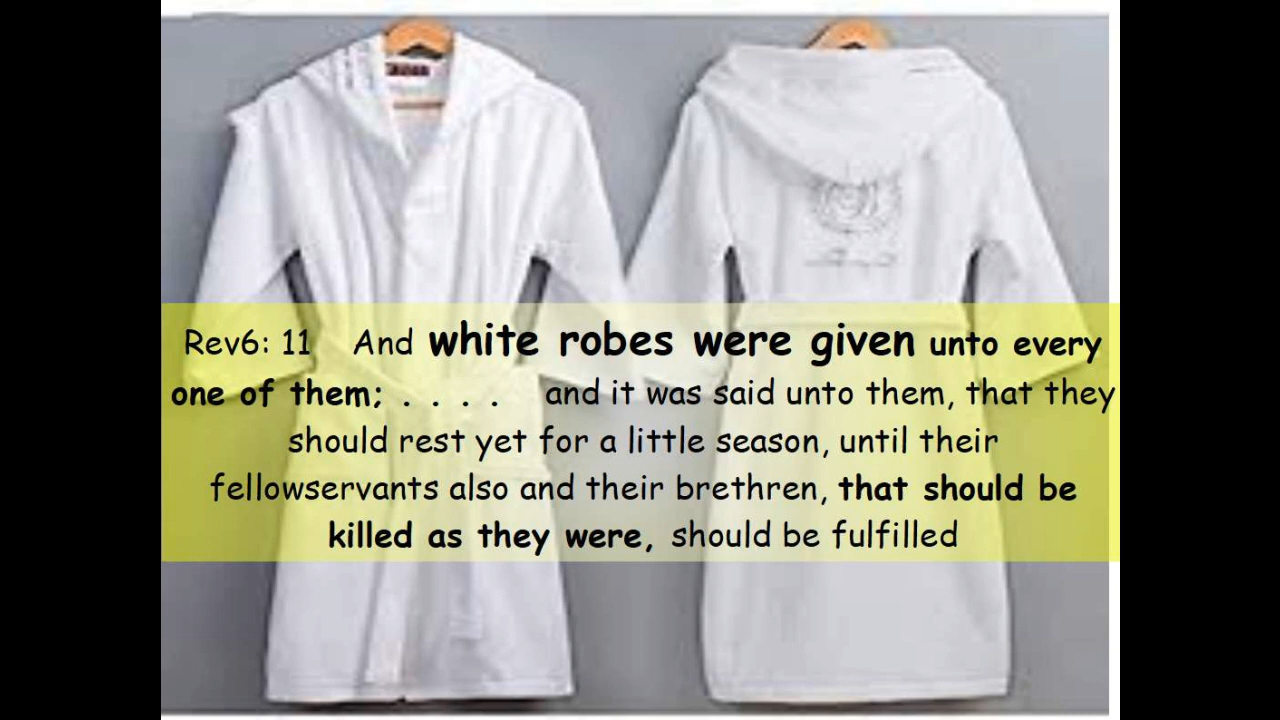 Rev6: 11 And white robes were given unto every
one of them; . . . . and it was said unto them, that they
should rest yet for a little season, until their
fellowservants also and their brethren, that should be
killed as they were, should be fulfilled